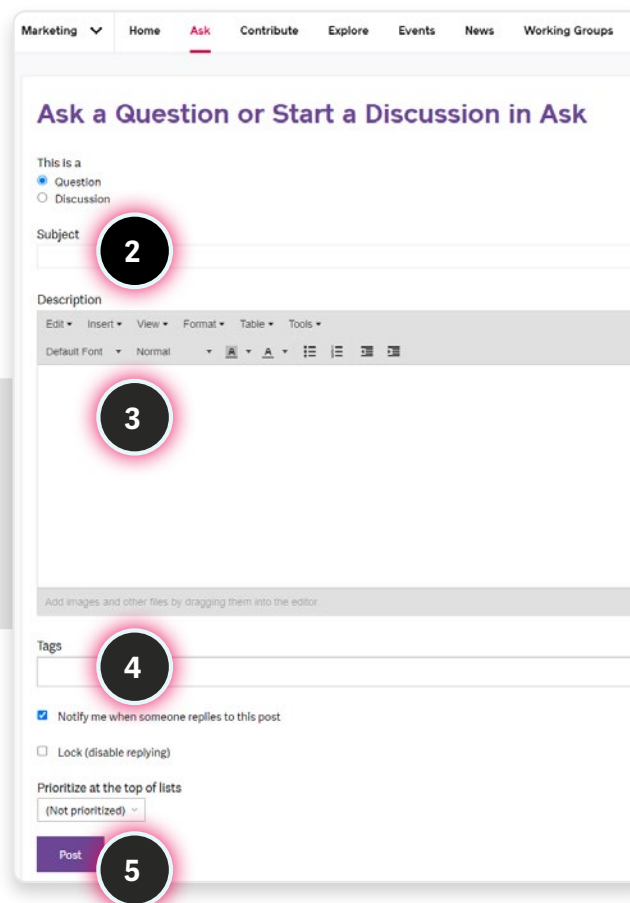 Marketing Home Ask Contribute Explore Events News Working Groups
Ask a Question or Start a Discussion in Ask
This is a
Question
Discussion
Subject
2
Description
Edit Insert View Format Table Tools
Default Font Normal A A
3
Add images and other files by dragging them into the editor.
Tags
4
Notify me when someone replies to this post
Lock (disable replying)
Prioritize at the top of lists
(Not prioritized)
Post
5